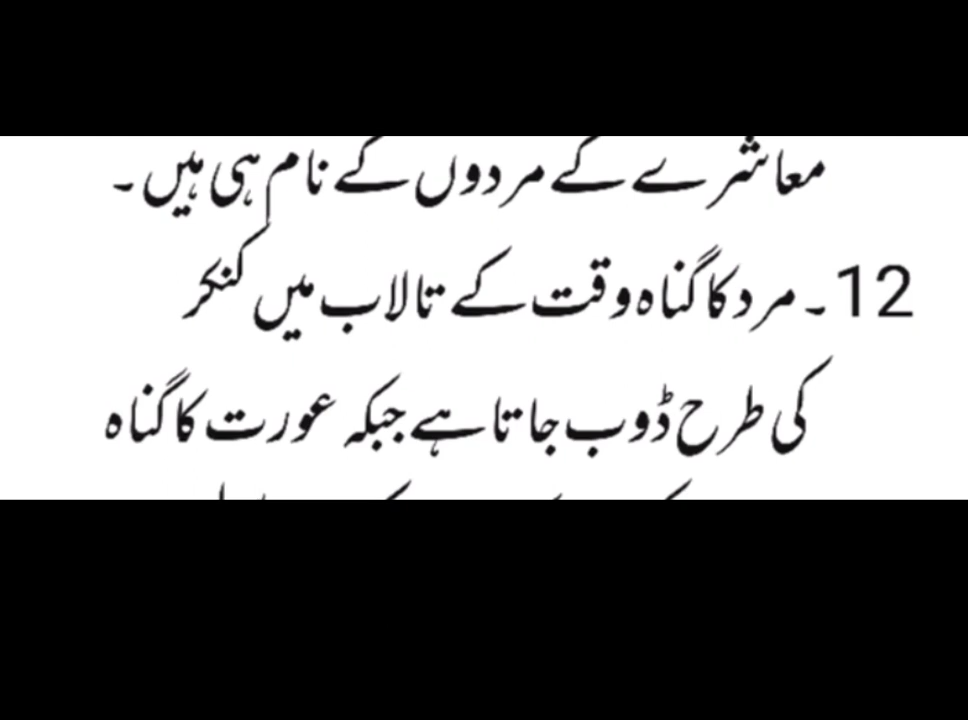 معاشرے کے مردوں کے نام ہی ہیں۔
12۔ مرد کا گناہ وقت کے تالاب میں کنکر
کی طرح ڈوب جاتا ہے جبکہ عورت کا گناہ